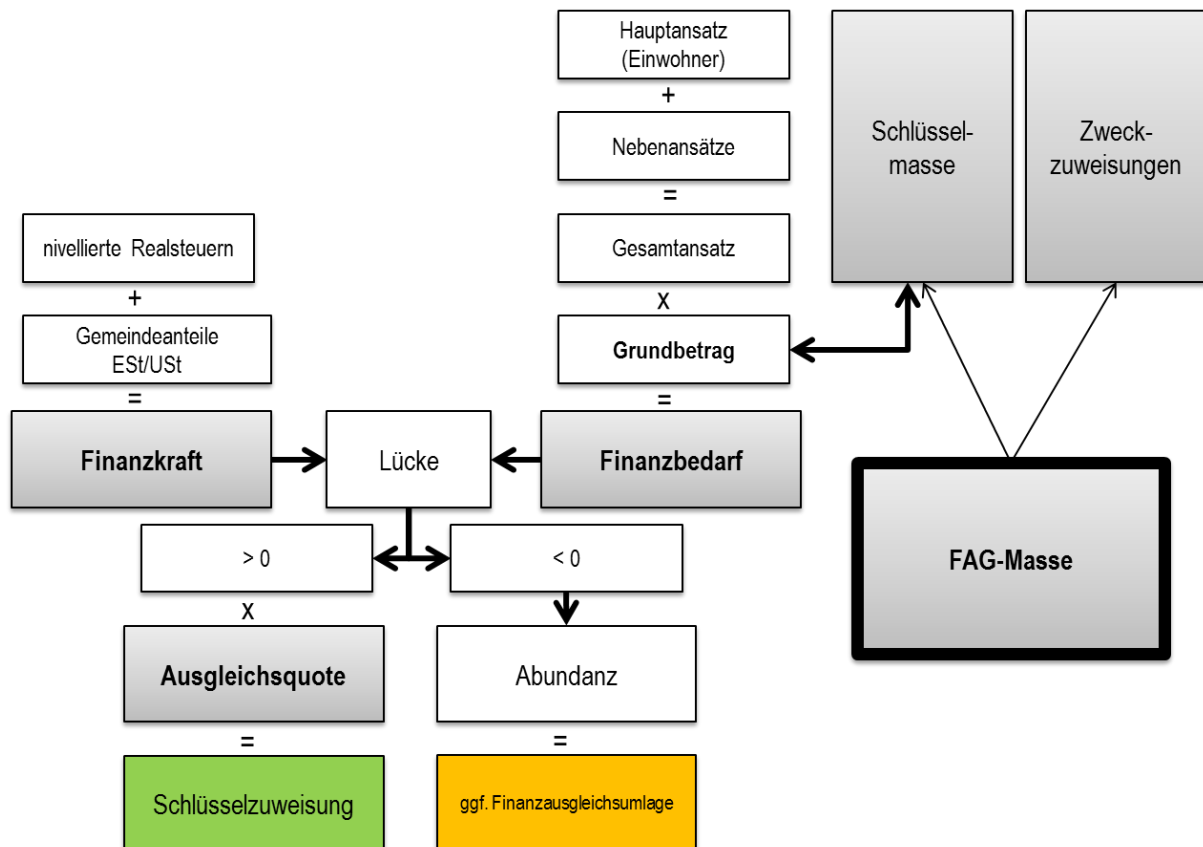 Hauptansatz
(Einwohner)
+
Nebenansätze
=
Gesamtansatz
x
Grundbetrag
=
Finanzbedarf
Schlüssel-
masse
Zweck-
zuweisungen
FAG-Masse
nivellierte Realsteuern
+
Gemeindeanteile
ESt/USt
=
Finanzkraft
Lücke
> 0
< 0
x
Ausgleichsquote
=
Schlüsselzuweisung
Abundanz
=
ggf. Finanzausgleichsumlage